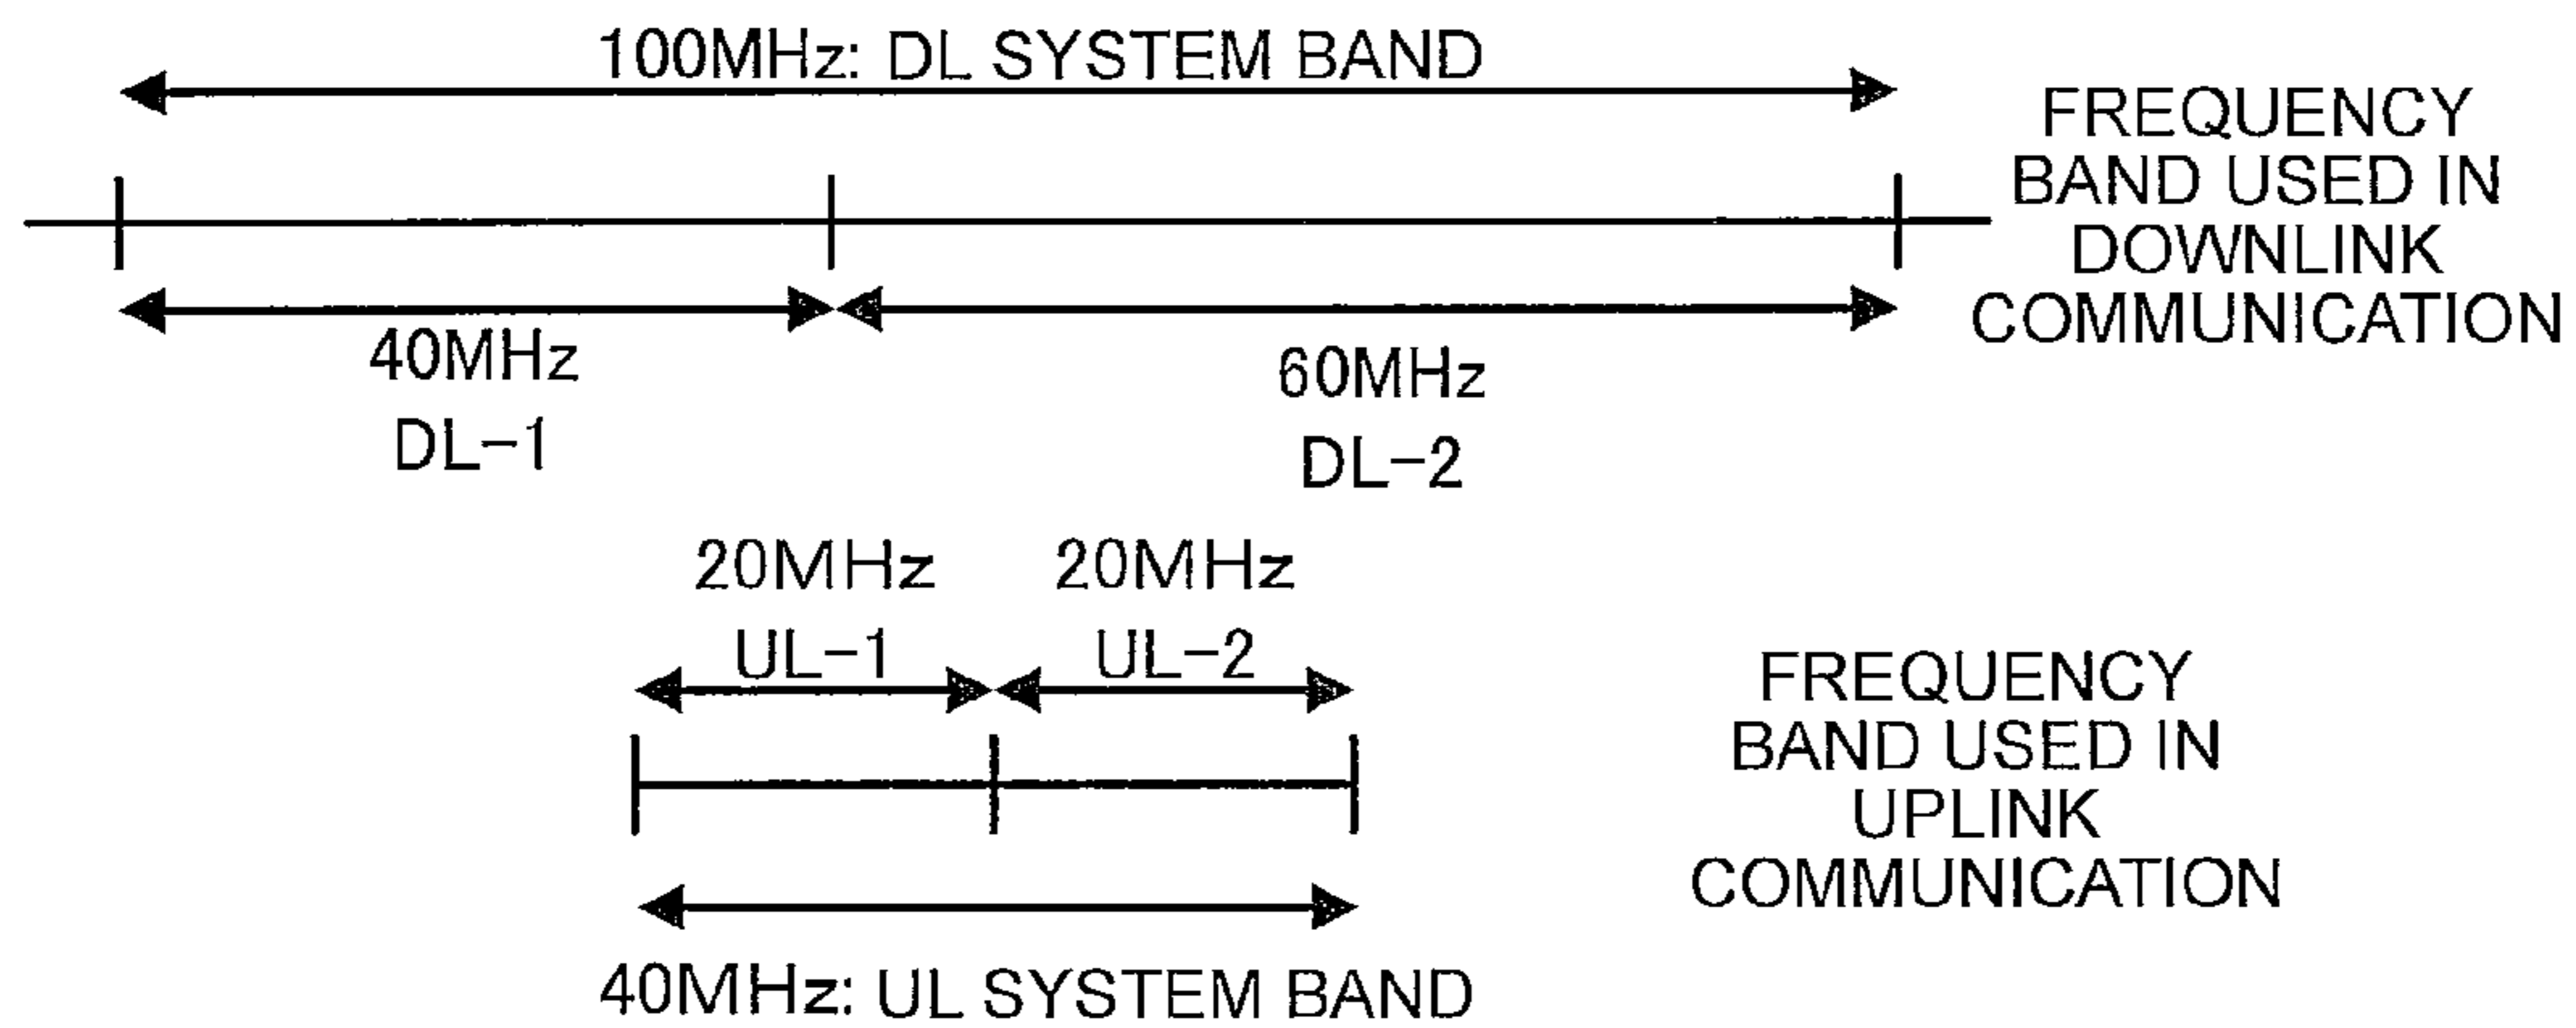 100MHz: DL SYSTEM BAND
FREQUENCY
BAND USED IN
DOWNLINK
COMMUNICATION
40MHz
DL-1
60MHz
DL-2
20MHz
UL-1
20MHz
UL-2
FREQUENCY
BAND USED IN
UPLINK
COMMUNICATION
40MHz: UL SYSTEM BAND